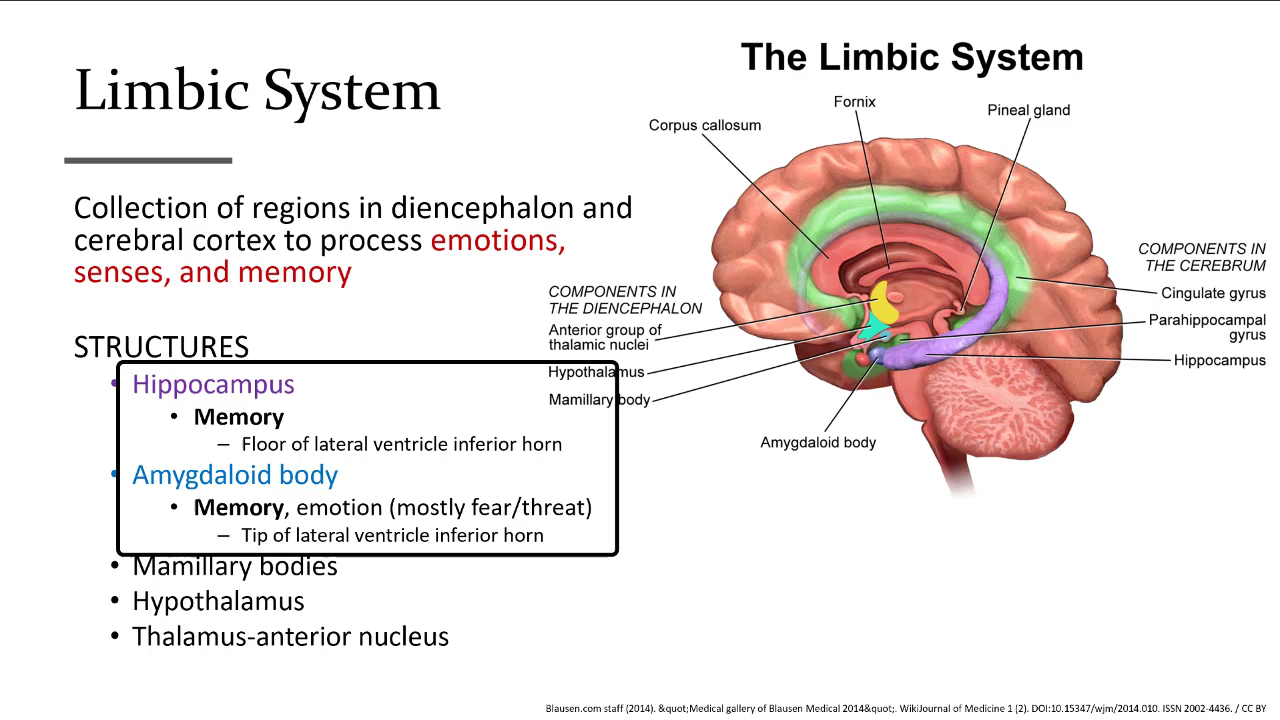 Limbic System
Collection of regions in diencephalon and
cerebral cortex to process emotions,
senses, and memory
STRUCTURES
• Hippocampus
• Memory
– Floor of lateral ventricle inferior horn
• Amygdaloid body
• Memory, emotion (mostly fear/threat)
– Tip of lateral ventricle inferior horn
• Mamillary bodies
• Hypothalamus
• Thalamus-anterior nucleus
The Limbic System
Fornix
Pineal gland
Corpus callosum
COMPONENTS IN
THE DIENCEPHALON
Anterior group of
thalamic nuclei
Hypothalamus
Mamillary body
Amygdaloid body
COMPONENTS IN
THE CEREBRUM
Cingulate gyrus
Parahippocampal
gyrus
Hippocampus
Blausen.com staff (2014). &quot;Medical gallery of Blausen Medical 2014&quot;. WikiJournal of Medicine 1 (2). DOI:10.15347/wjm/2014.010. ISSN 2002-4436. / CC BY